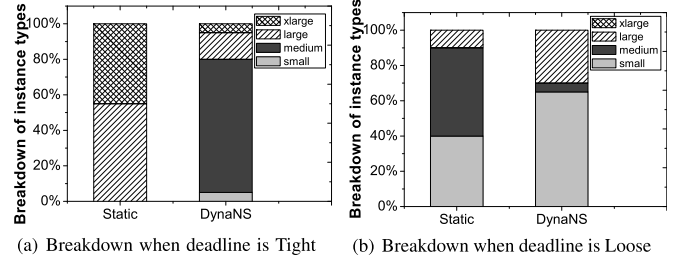 Breakdown of instance types
100%
80%
60%
40%
20%
0%
xlarge
large
medium
small
Static
DynaNS
(a) Breakdown when deadline is Tight
Breakdown of instance types
100%
80%
60%
40%
20%
0%
xlarge
large
medium
small
Static
DynaNS
(b) Breakdown when deadline is Loose